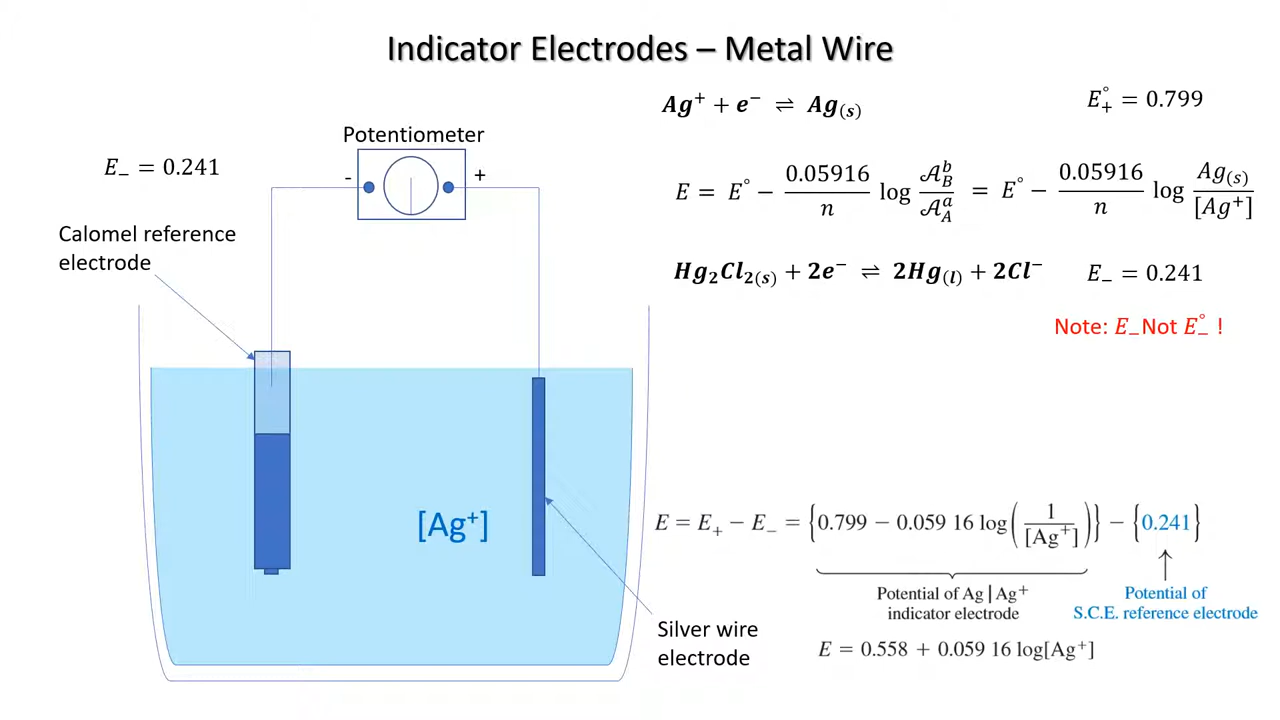 Indicator Electrodes – Metal Wire
Ag⁺ + e⁻ ⇌ Ag₍ₛ₎
E₊° = 0.799
Potentiometer
E₋ = 0.241
- +
E = E° − 0.05916/n log 𝒜_B^b/𝒜_A^a = E° − 0.05916/n log Ag₍ₛ₎/[Ag⁺]
Calomel reference
electrode
Hg₂Cl₂₍ₛ₎ + 2e⁻ ⇌ 2Hg₍ₗ₎ + 2Cl⁻
E₋ = 0.241
Note: E₋Not E₋° !
[Ag⁺]
E = E₊ − E₋ = {0.799 − 0.059 16 log(1/[Ag⁺])} − {0.241}
Potential of Ag|Ag⁺
indicator electrode
Potential of
S.C.E. reference electrode
Silver wire
electrode
E = 0.558 + 0.059 16 log[Ag⁺]